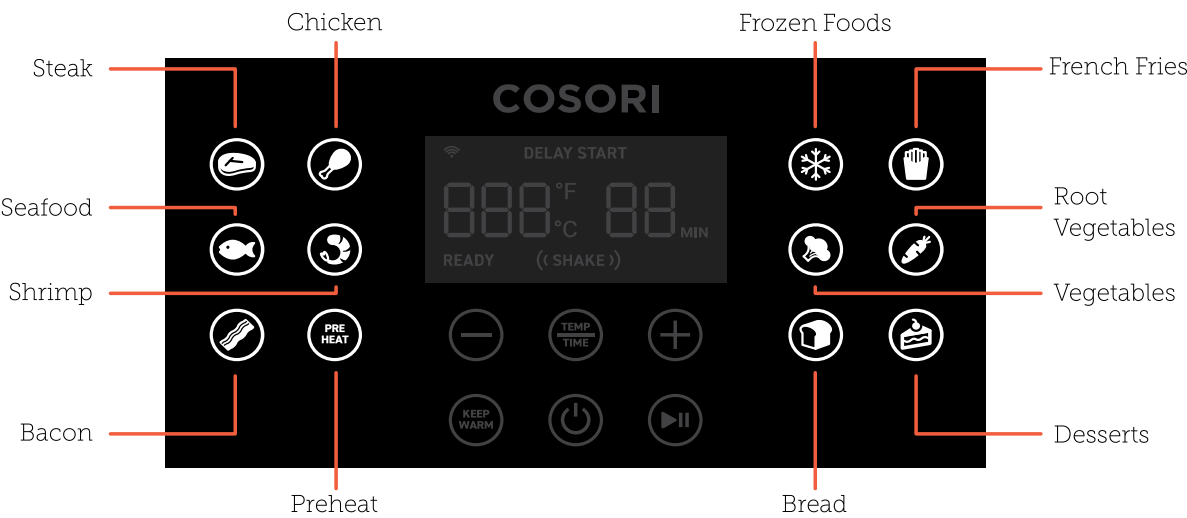 Chicken
Frozen Foods
Steak
French Fries
COSORI
DELAY START
888 °F 88
°C MIN
Seafood
Root
Vegetables
READY (( SHAKE ))
Shrimp
Vegetables
PRE
HEAT
TEMP
TIME
KEEP
WARM
Bacon
Desserts
Preheat
Bread